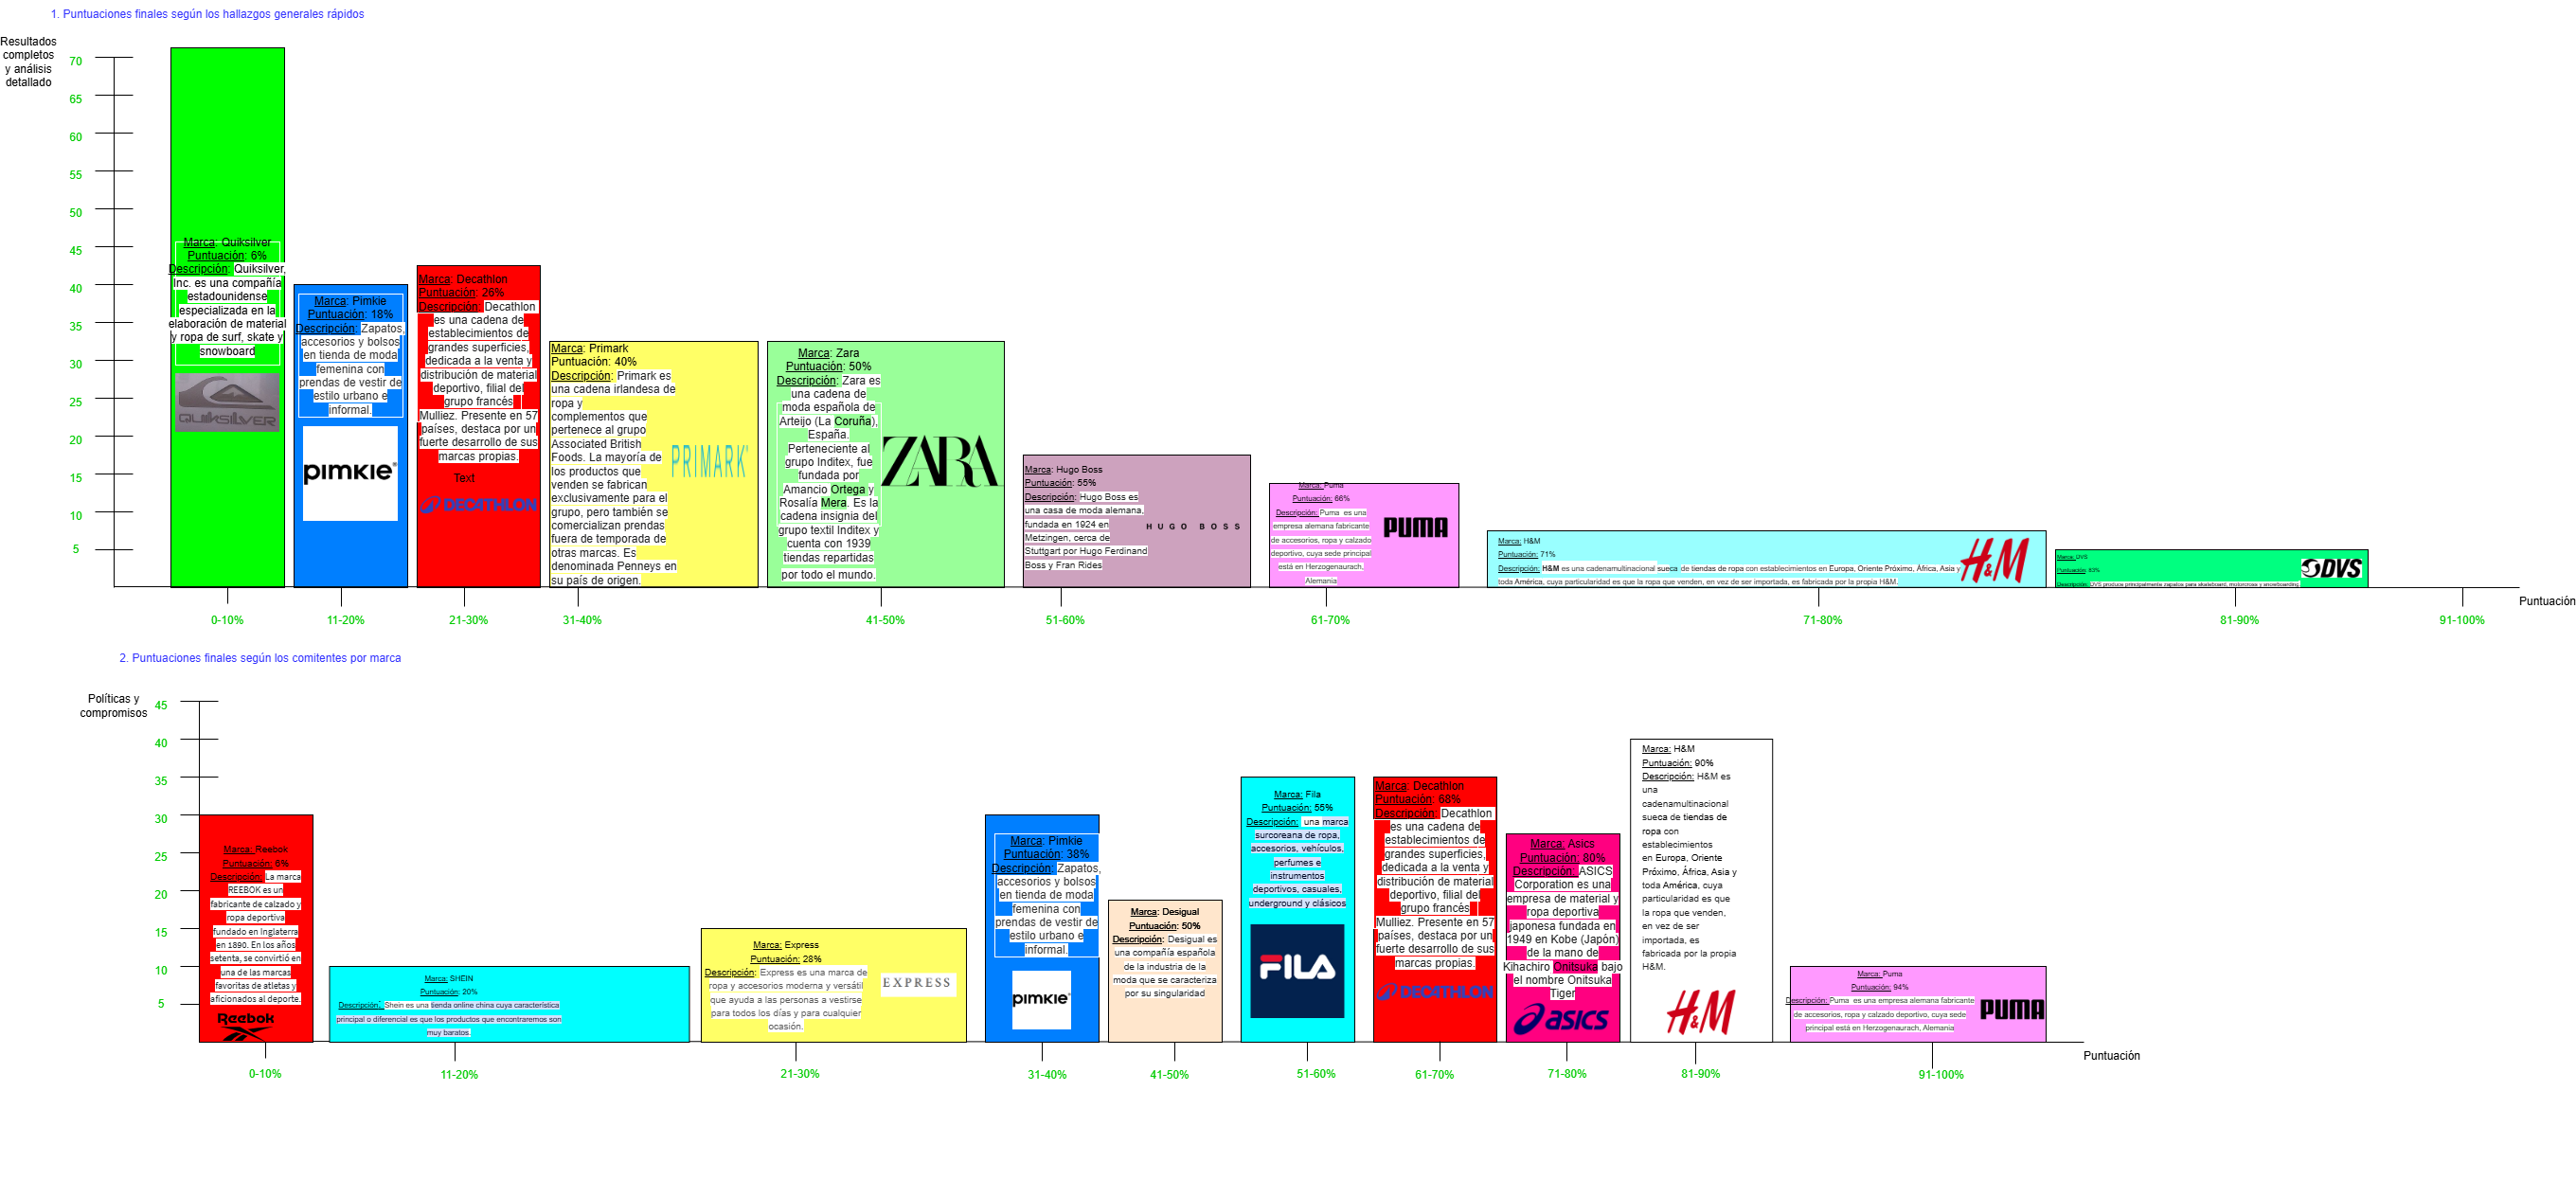 1. Puntuaciones finales según los hallazgos generales rápidos
Resultados
completos
y análisis
detallado
70
65
60
55
50
45
40
35
30
25
20
15
10
5
Marca: Quiksilver
Puntuación: 6%
Descripción: Quiksilver,
Inc. es una compañía
estadounidense
especializada en la
elaboración de material
y ropa de surf, skate y
snowboard
QUIKSILVER
Marca: Pimkie
Puntuación: 18%
Descripción: Zapatos,
accesorios y bolsos
en tienda de moda
femenina con
prendas de vestir de
estilo urbano e
informal.
pimkie
Marca: Decathlon
Puntuación: 26%
Descripción: Decathlon
es una cadena de
establecimientos de
grandes superficies,
dedicada a la venta y
distribución de material
deportivo, filial del
grupo francés
Mulliez. Presente en 57
países, destaca por un
fuerte desarrollo de sus
marcas propias.
Text
DECATHLON
Marca: Primark
Puntuación: 40%
Descripción: Primark es
una cadena irlandesa de
ropa y
complementos que
pertenece al grupo
Associated British
Foods. La mayoría de
los productos que
venden se fabrican
exclusivamente para el
grupo, pero también se
comercializan prendas
fuera de temporada de
otras marcas. Es
denominada Penneys en
su país de origen.
PRIMARK
Marca: Zara
Puntuación: 50%
Descripción: Zara es
una cadena de
moda española de
Arteijo (La Coruña),
España.
Perteneciente al
grupo Inditex, fue
fundada por
Amancio Ortega y
Rosalía Mera. Es la
cadena insignia del
grupo textil Inditex y
cuenta con 1939
tiendas repartidas
por todo el mundo.
ZARA
Marca: Hugo Boss
Puntuación: 55%
Descripción: Hugo Boss es
una casa de moda alemana,
fundada en 1924 en
Metzingen, cerca de
Stuttgart por Hugo Ferdinand
Boss y Fran Rides
HUGO BOSS
Marca: Puma
Puntuación: 66%
Descripción: Puma es una
empresa alemana fabricante
de accesorios, ropa y calzado
deportivo, cuya sede principal
está en Herzogenaurach,
Alemania
PUMA
Marca: H&M
Puntuación: 71%
Descripción: H&M es una cadenamultinacional sueca de tiendas de ropa con establecimientos en Europa, Oriente Próximo, África, Asia y
toda América, cuya particularidad es que la ropa que venden, en vez de ser importada, es fabricada por la propia H&M.
H&M
Marca: DVS
Puntuación: 83%
Descripción: DVS produce principalmente zapatos para skateboard, motorcross y snowboarding.
DVS
0-10%
11-20%
21-30%
31-40%
41-50%
51-60%
61-70%
71-80%
81-90%
91-100%
Puntuación
2. Puntuaciones finales según los comitentes por marca
Políticas y
compromisos
45
40
35
30
25
20
15
10
5
Marca: Reebok
Puntuación: 6%
Descripción: La marca
REEBOK es un
fabricante de calzado y
ropa deportiva
fundado en Inglaterra
en 1890. En los años
setenta, se convirtió en
una de las marcas
favoritas de atletas y
aficionados al deporte.
Reebok
Marca: SHEIN
Puntuación: 20%
Descripción: Shein es una tienda online china cuya característica
principal o diferencial es que los productos que encontraremos son
muy baratos.
Marca: Express
Puntuación: 28%
Descripción: Express es una marca de
ropa y accesorios moderna y versátil
que ayuda a las personas a vestirse
para todos los días y para cualquier
ocasión.
EXPRESS
Marca: Pimkie
Puntuación: 38%
Descripción: Zapatos,
accesorios y bolsos
en tienda de moda
femenina con
prendas de vestir de
estilo urbano e
informal.
pimkie
Marca: Desigual
Puntuación: 50%
Descripción: Desigual es
una compañía española
de la industria de la
moda que se caracteriza
por su singularidad
Marca: Fila
Puntuación: 55%
Descripción: una marca
surcoreana de ropa,
accesorios, vehículos,
perfumes e
instrumentos
deportivos, casuales,
underground y clásicos
FILA
Marca: Decathlon
Puntuación: 68%
Descripción: Decathlon
es una cadena de
establecimientos de
grandes superficies,
dedicada a la venta y
distribución de material
deportivo, filial del
grupo francés
Mulliez. Presente en 57
países, destaca por un
fuerte desarrollo de sus
marcas propias.
DECATHLON
Marca: Asics
Puntuación: 80%
Descripción: ASICS
Corporation es una
empresa de material y
ropa deportiva
japonesa fundada en
1949 en Kobe (Japón)
de la mano de
Kihachiro Onitsuka bajo
el nombre Onitsuka
Tiger
asics
Marca: H&M
Puntuación: 90%
Descripción: H&M es
una
cadenamultinacional
sueca de tiendas de
ropa con
establecimientos
en Europa, Oriente
Próximo, África, Asia y
toda América, cuya
particularidad es que
la ropa que venden,
en vez de ser
importada, es
fabricada por la propia
H&M.
H&M
Marca: Puma
Puntuación: 94%
Descripción: Puma es una empresa alemana fabricante
de accesorios, ropa y calzado deportivo, cuya sede
principal está en Herzogenaurach, Alemania
PUMA
0-10%
11-20%
21-30%
31-40%
41-50%
51-60%
61-70%
71-80%
81-90%
91-100%
Puntuación